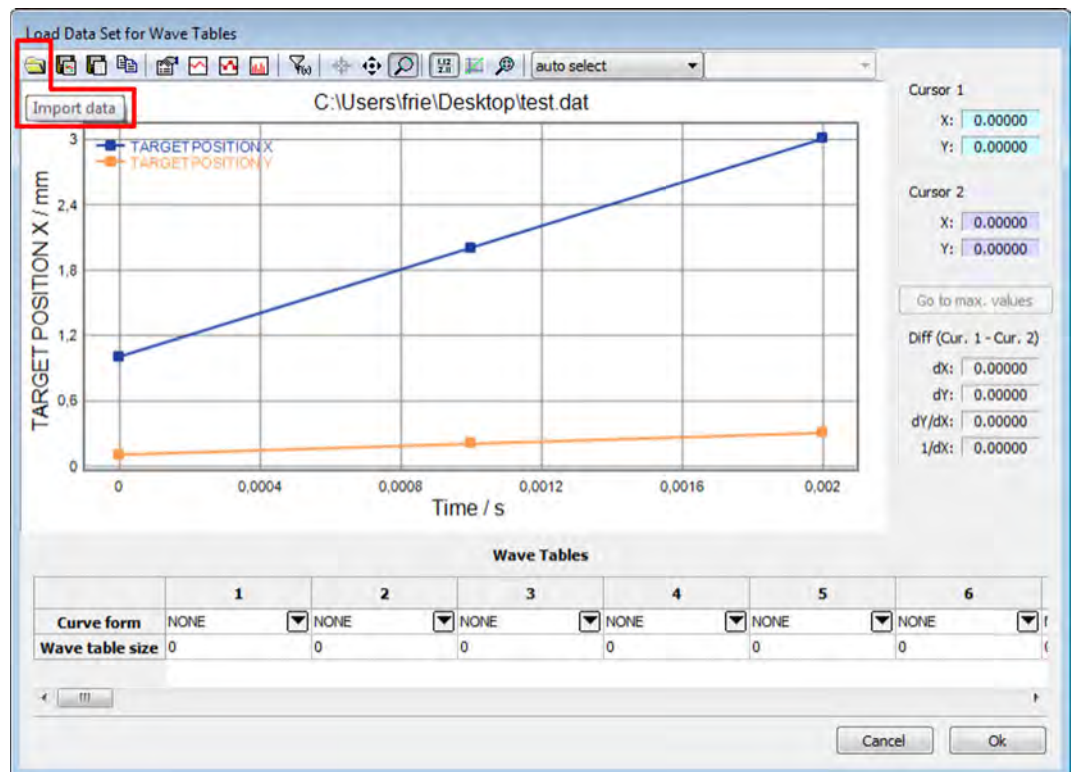 Load Data Set for Wave Tables
auto select
Import data
C:\Users\frie\Desktop\test.dat
TARGET POSITION X
TARGET POSITION Y
TARGET POSITION X / mm
3
2,4
1,8
1,2
0,6
0
0 0,0004 0,0008 0,0012 0,0016 0,002
Time / s
Cursor 1
X: 0.00000
Y: 0.00000
Cursor 2
X: 0.00000
Y: 0.00000
Go to max. values
Diff (Cur. 1 - Cur. 2)
dX: 0.00000
dY: 0.00000
dY/dX: 0.00000
1/dX: 0.00000
Wave Tables
1 2 3 4 5 6
Curve form NONE NONE NONE NONE NONE NONE
Wave table size 0 0 0 0 0 0
Cancel Ok